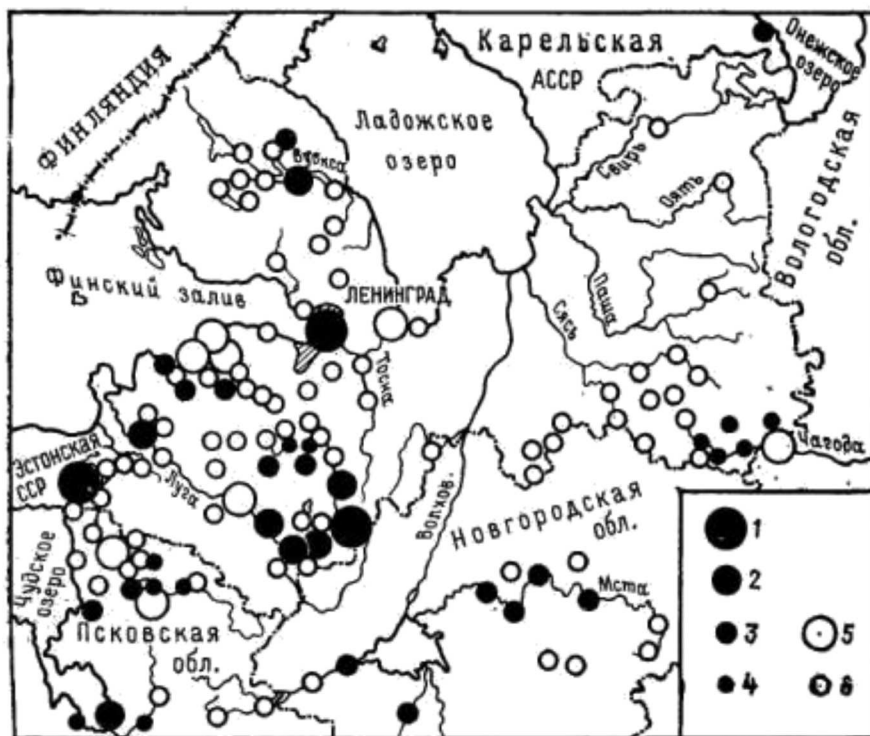 Карельская
АССР
Онежское
озеро
ФИНЛЯНДИЯ
Ладожское
озеро
Вуокса
Свирь
Оять
Вологодская
обл.
Финский залив
ЛЕНИНГРАД
Паша
Сясь
Тосна
Чагода
ЭСТОНСКАЯ
ССР
Луга
Волхов.
Новгородская
обл.
Чудское
озеро
Мста
Псковская
обл.
1
2
3
4
5
6